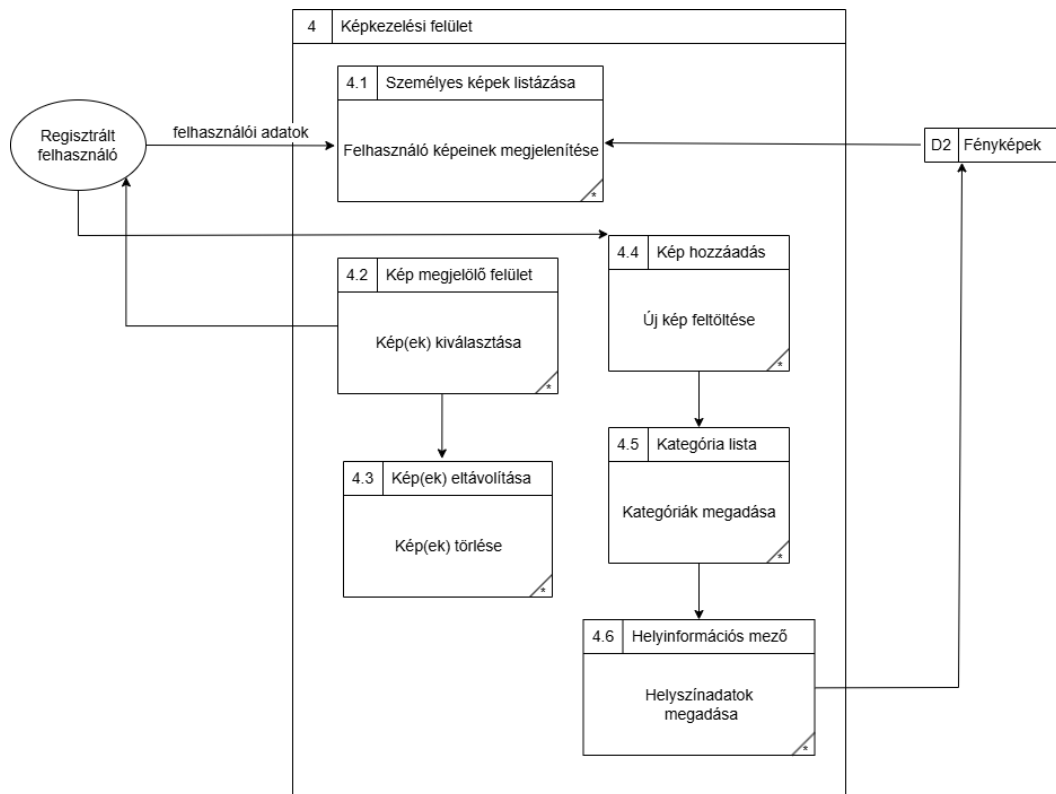 4 Képkezelési felület
4.1 Személyes képek listázása
Regisztrált
felhasználó
felhasználói adatok
Felhasználó képeinek megjelenítése
*
D2 Fényképek
4.4 Kép hozzáadás
4.2 Kép megjelölő felület
Új kép feltöltése
Kép(ek) kiválasztása
*
*
4.5 Kategória lista
4.3 Kép(ek) eltávolítása
Kategóriák megadása
Kép(ek) törlése
*
*
4.6 Helyinformációs mező
Helyszínadatok
megadása
*